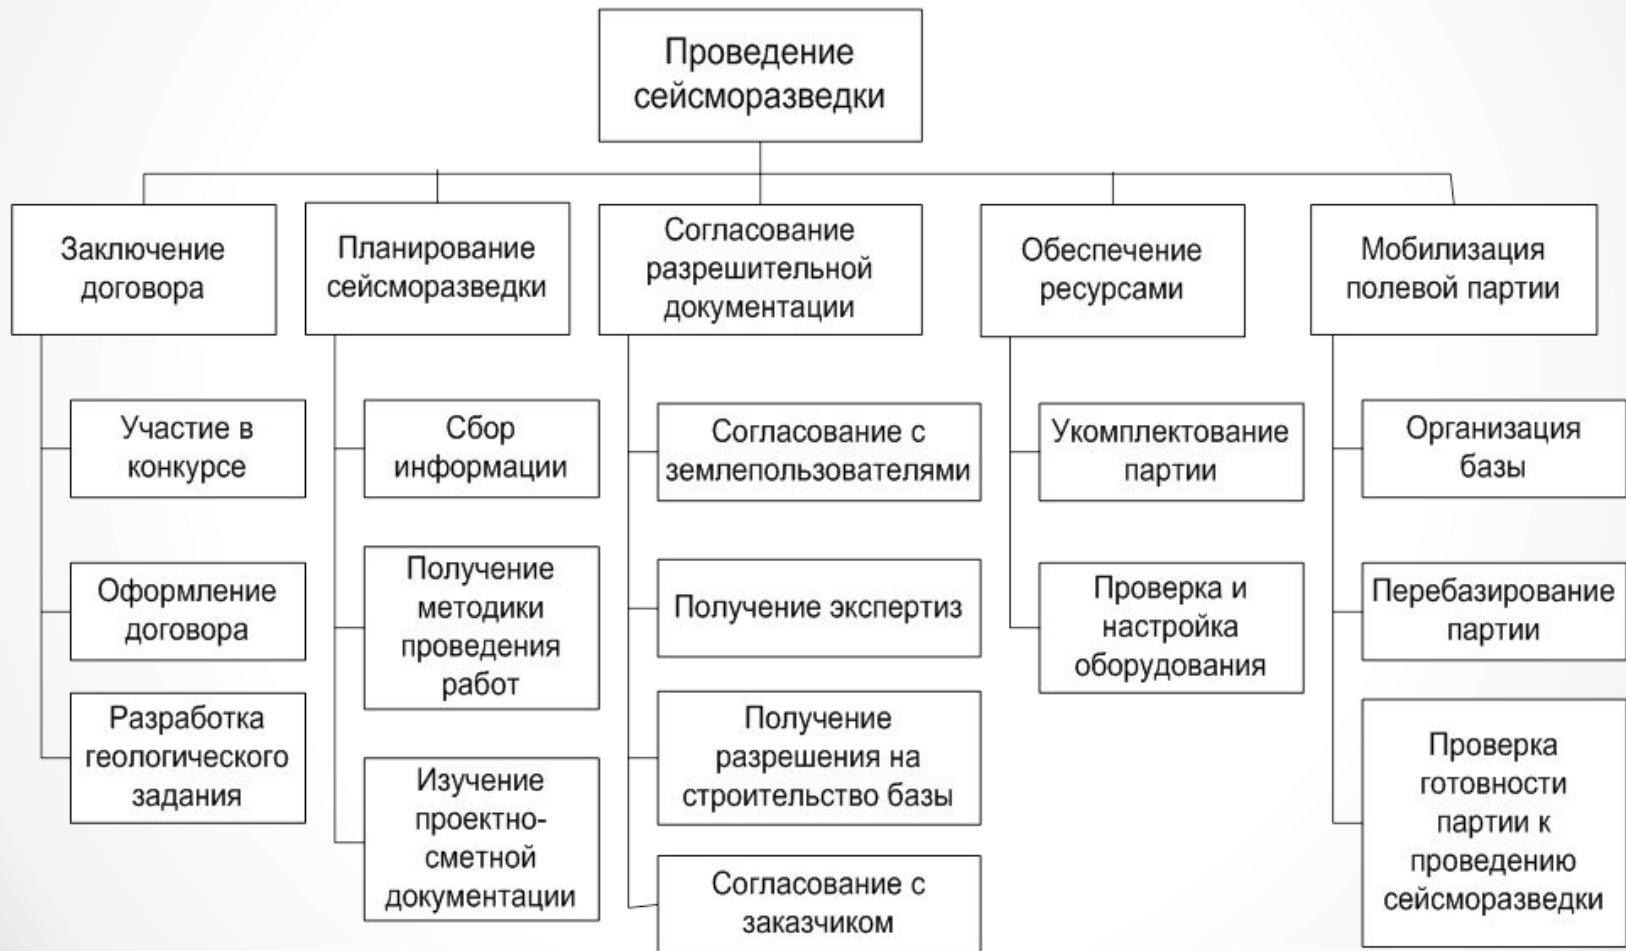 Проведение
сейсморазведки
Заключение
договора
Планирование
сейсморазведки
Согласование
разрешительной
документации
Обеспечение
ресурсами
Мобилизация
полевой партии
Участие в
конкурсе
Оформление
договора
Разработка
геологического
задания
Сбор
информации
Получение
методики
проведения
работ
Изучение
проектно-
сметной
документации
Согласование с
землепользователями
Получение экспертиз
Получение
разрешения на
строительство базы
Согласование с
заказчиком
Укомплектование
партии
Проверка и
настройка
оборудования
Организация
базы
Перебазирование
партии
Проверка
готовности
партии к
проведению
сейсморазведки